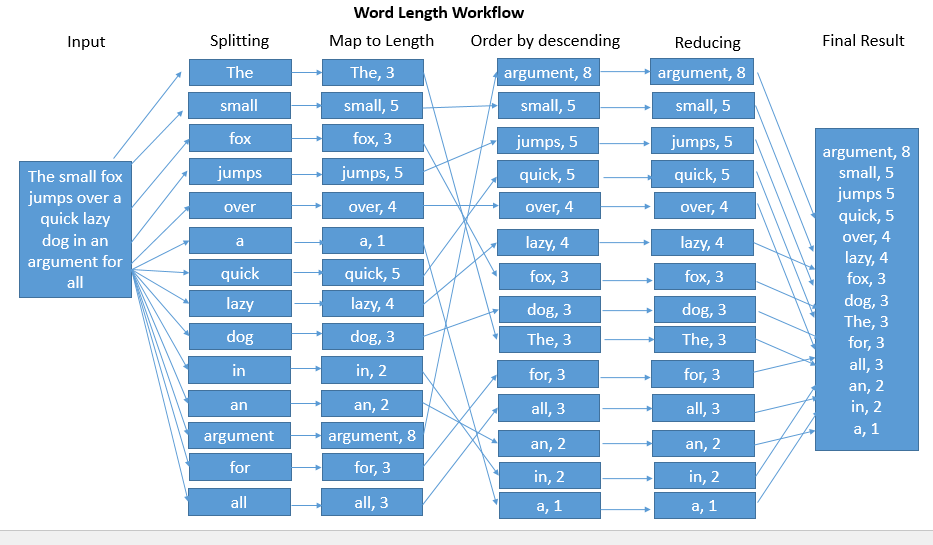 Word Length Workflow
Input
Splitting
Map to Length
Order by descending
Reducing
Final Result
The small fox
jumps over a
quick lazy
dog in an
argument for
all
The
small
fox
jumps
over
a
quick
lazy
dog
in
an
argument
for
all
The, 3
small, 5
fox, 3
jumps, 5
over, 4
a, 1
quick, 5
lazy, 4
dog, 3
in, 2
an, 2
argument, 8
for, 3
all, 3
argument, 8
small, 5
jumps, 5
quick, 5
over, 4
lazy, 4
fox, 3
dog, 3
The, 3
for, 3
all, 3
an, 2
in, 2
a, 1
argument, 8
small, 5
jumps, 5
quick, 5
over, 4
lazy, 4
fox, 3
dog, 3
The, 3
for, 3
all, 3
an, 2
in, 2
a, 1
argument, 8
small, 5
jumps 5
quick, 5
over, 4
lazy, 4
fox, 3
dog, 3
The, 3
for, 3
all, 3
an, 2
in, 2
a, 1